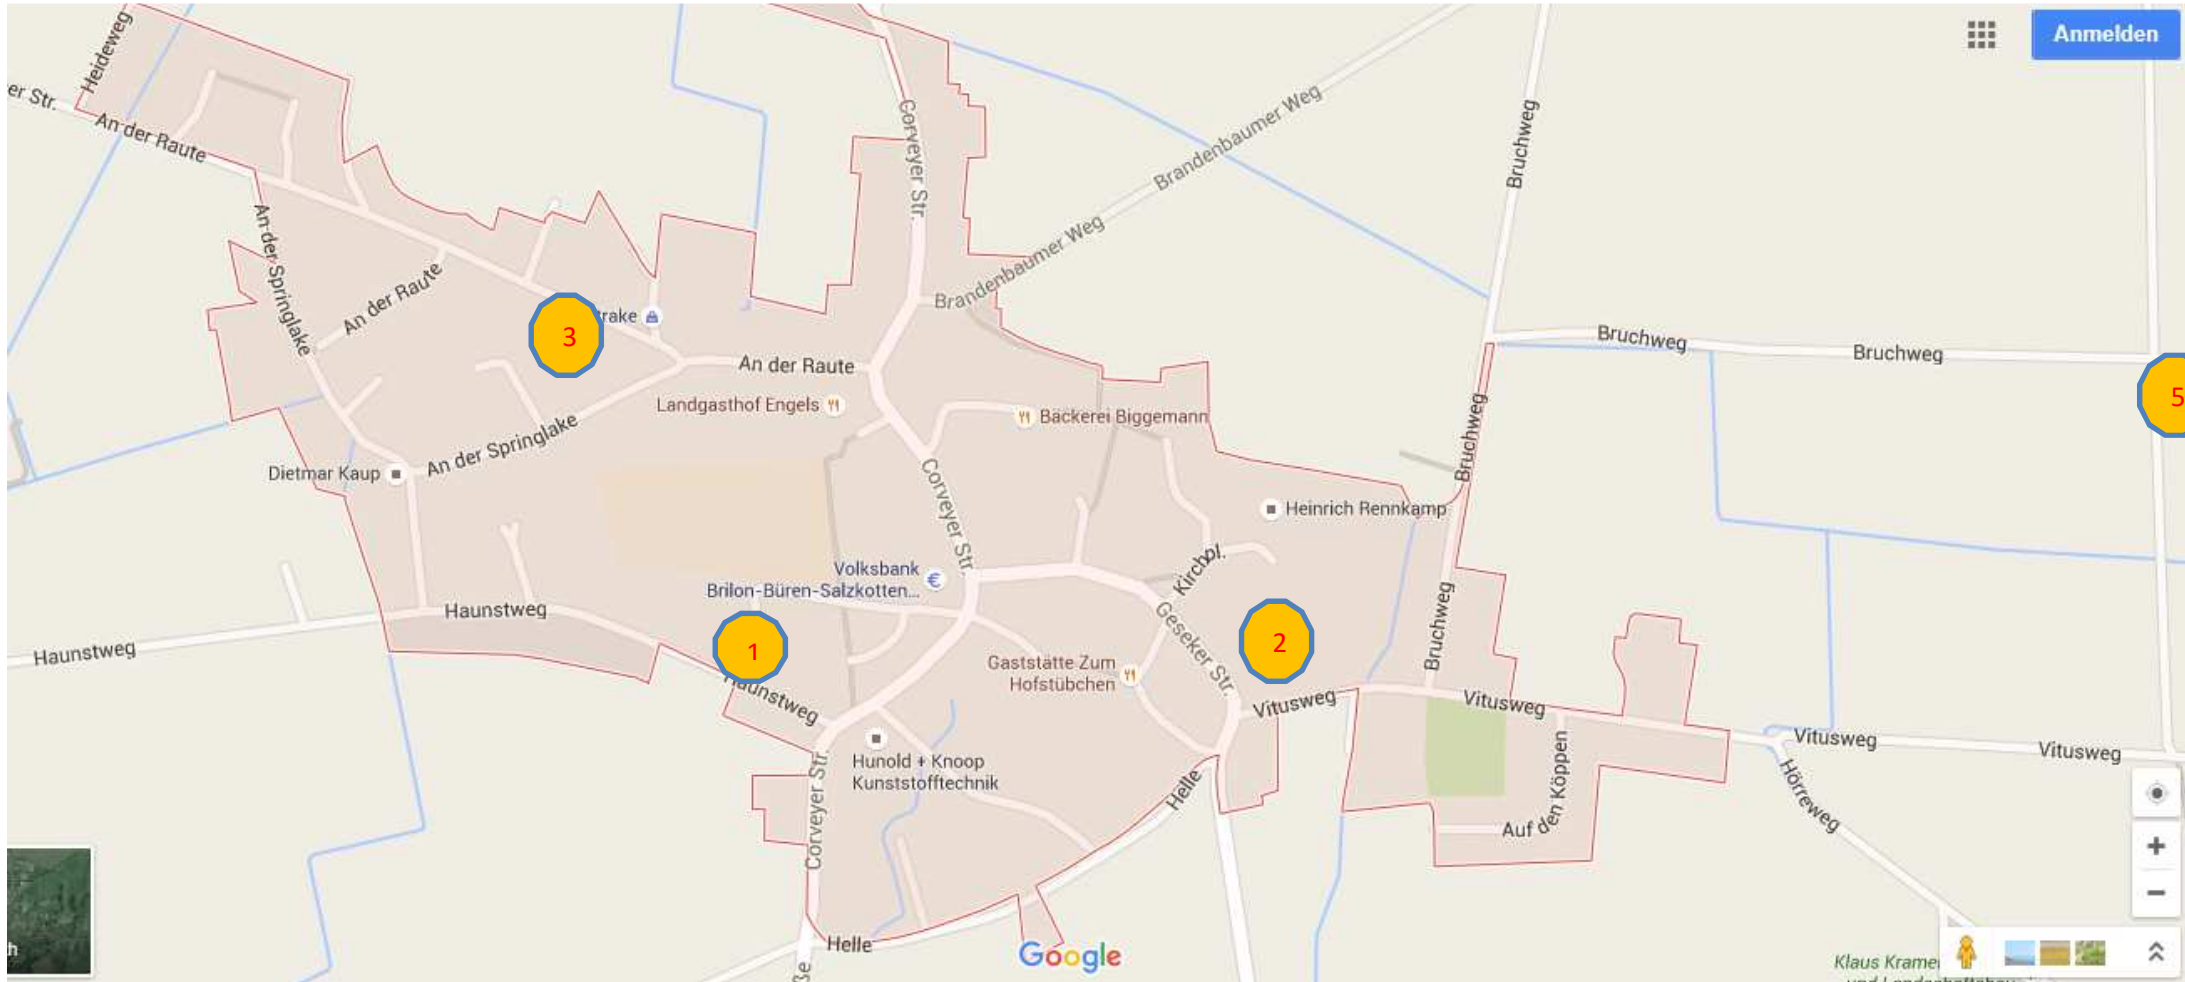 Heideweg
Anmelden
er Str.
An der Raute
Corveyer Str.
Brandenbaumer Weg
Bruchweg
An der Springlake
An der Raute
Brandenbaumer Weg
3
rake
Bruchweg
Bruchweg
An der Raute
5
Landgasthof Engels
Bäckerei Biggemann
An der Springlake
Bruchweg
Dietmar Kaup
Corveyer Str.
Heinrich Rennkamp
Volksbank
Brilon-Büren-Salzkotten...
€
Kirchpl.
Haunstweg
Geseker Str.
Bruchweg
Haunstweg
1
2
Gaststätte Zum
Hofstübchen
Haunstweg
Vitusweg
Vitusweg
Vitusweg
Vitusweg
Hunold + Knoop
Kunststofftechnik
Corveyer Str.
Helle
Auf den Köppen
Hörreweg
+
−
h
Helle
Google
ße
Klaus Kramer